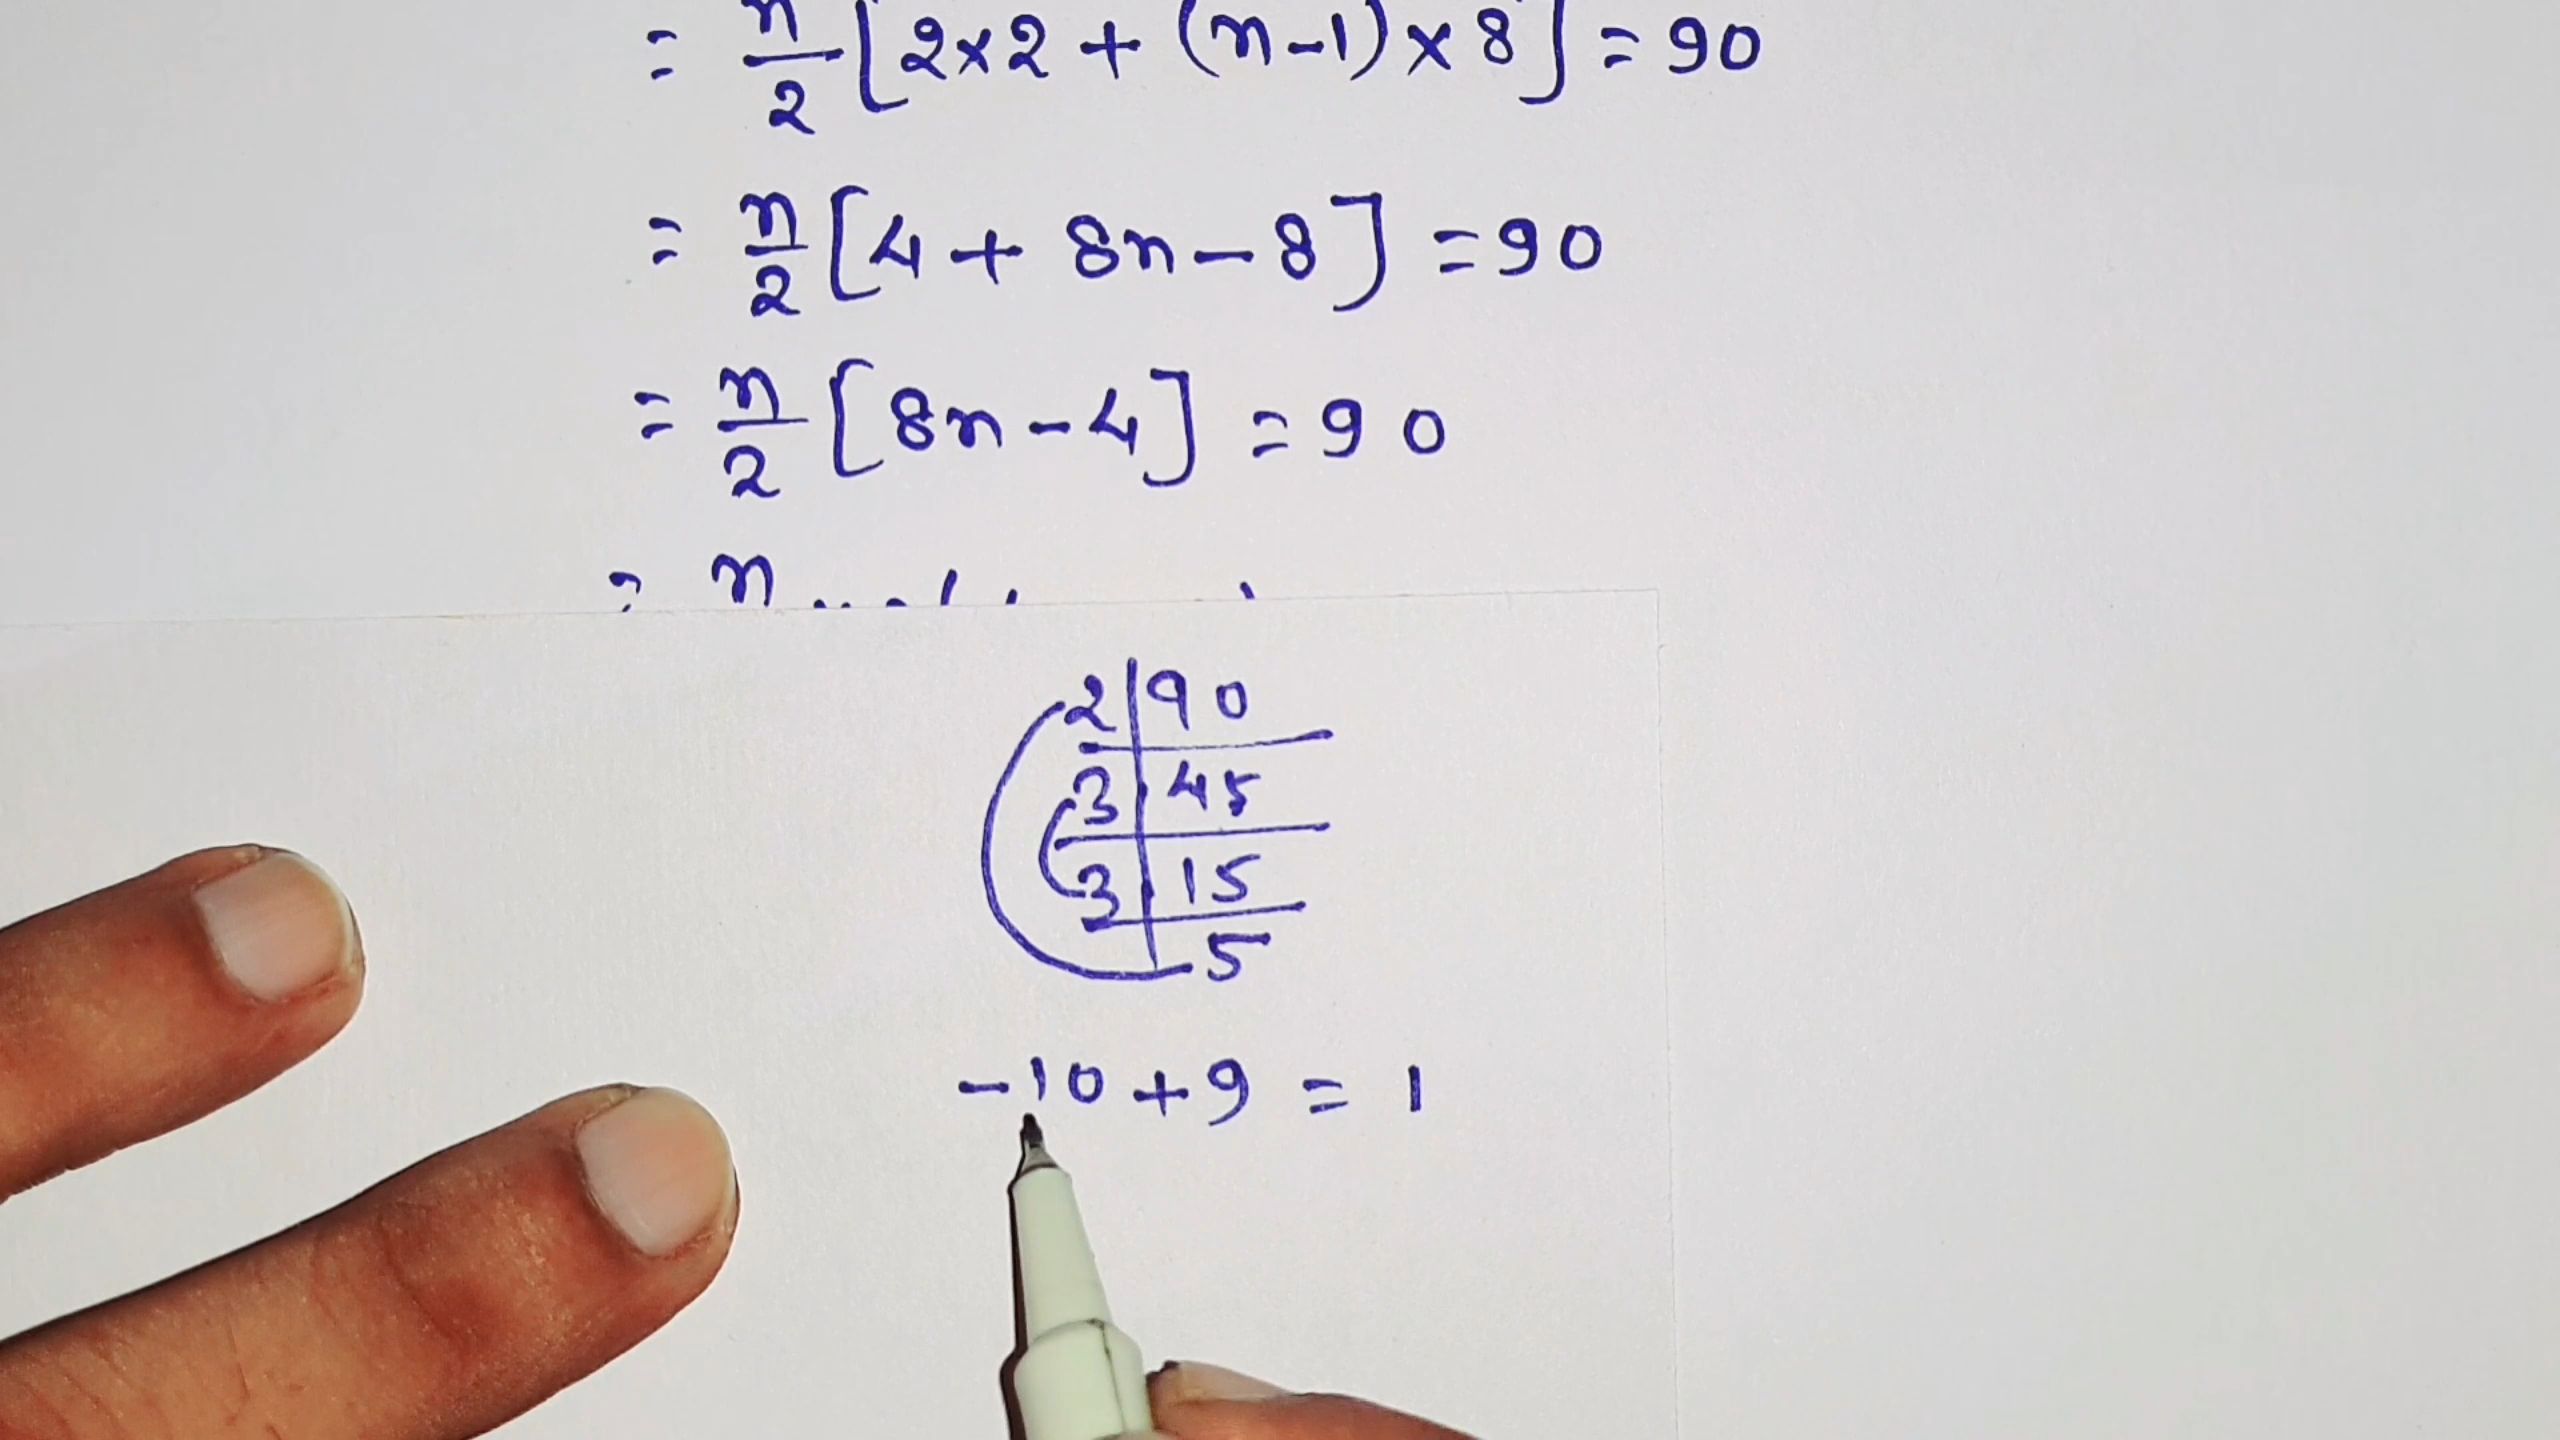 = n/2 [2×2 + (n-1)×8] = 90
= n/2 [4 + 8n - 8] = 90
= n/2 [8n - 4] = 90
= n
2 | 90
3 | 45
3 | 15
5
-10 + 9 = 1